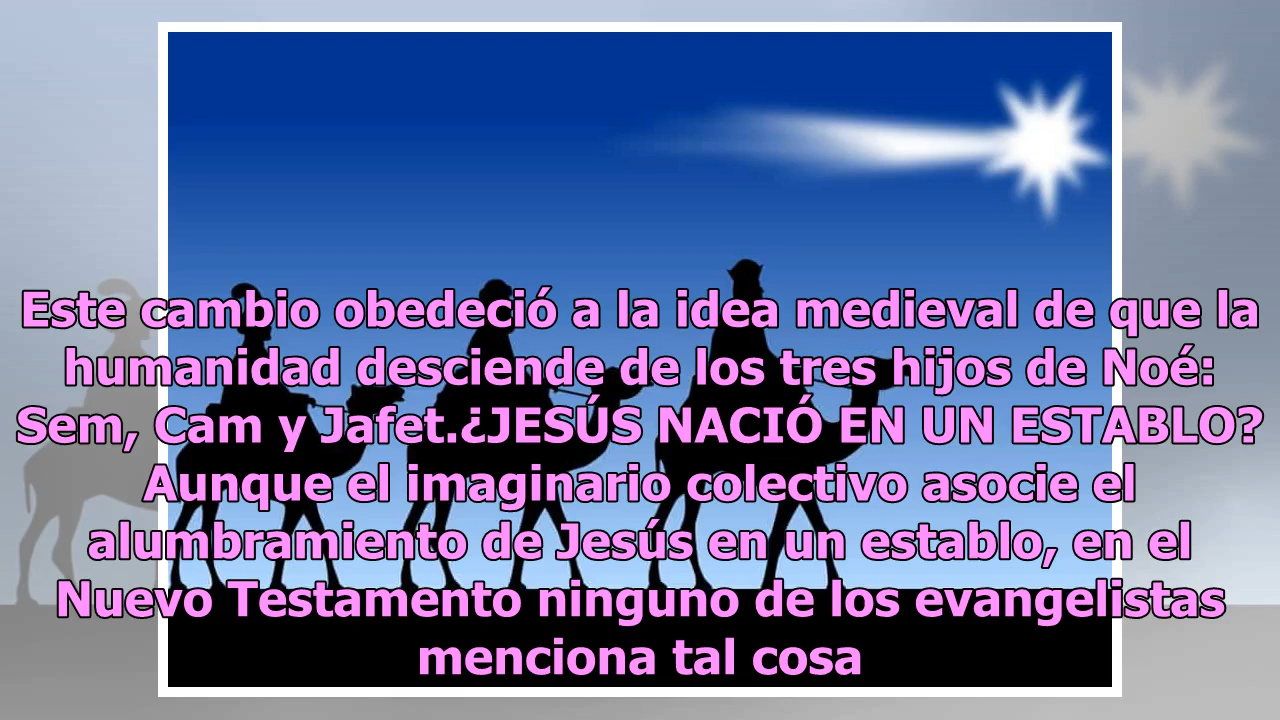 Este cambio obedeció a la idea medieval de que la
humanidad desciende de los tres hijos de Noé:
Sem, Cam y Jafet.¿JESÚS NACIÓ EN UN ESTABLO?
Aunque el imaginario colectivo asocie el
alumbramiento de Jesús en un establo, en el
Nuevo Testamento ninguno de los evangelistas
menciona tal cosa